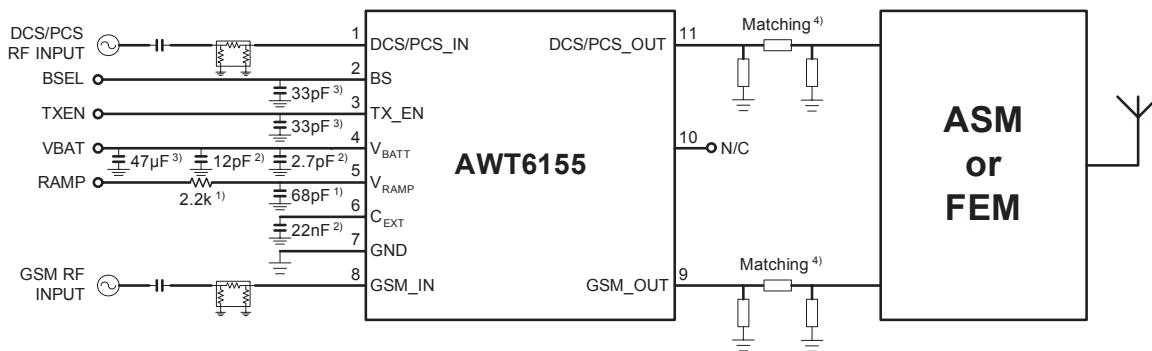 DCS/PCS
RF INPUT
1
DCS/PCS_IN
DCS/PCS_OUT
11
Matching 4)
BSEL
2
BS
33pF 3)
TXEN
3
TX_EN
33pF 3)
VBAT
4
VBATT
47µF 3)
12pF 2)
2.7pF 2)
10
N/C
AWT6155
ASM
or
FEM
RAMP
5
VRAMP
2.2k 1)
68pF 1)
6
CEXT
22nF 2)
7
GND
GSM RF
INPUT
8
GSM_IN
GSM_OUT
9
Matching 4)